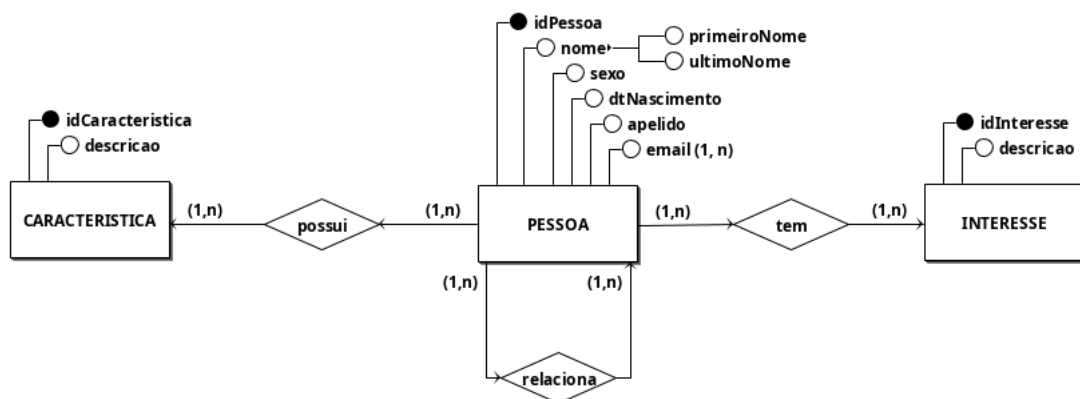 idPessoa
nome
primeiroNome
ultimoNome
sexo
dtNascimento
apelido
email (1, n)
idCaracteristica
descricao
idInteresse
descricao
CARACTERISTICA
(1,n)
possui
(1,n)
PESSOA
(1,n)
tem
(1,n)
INTERESSE
(1,n)
(1,n)
relaciona